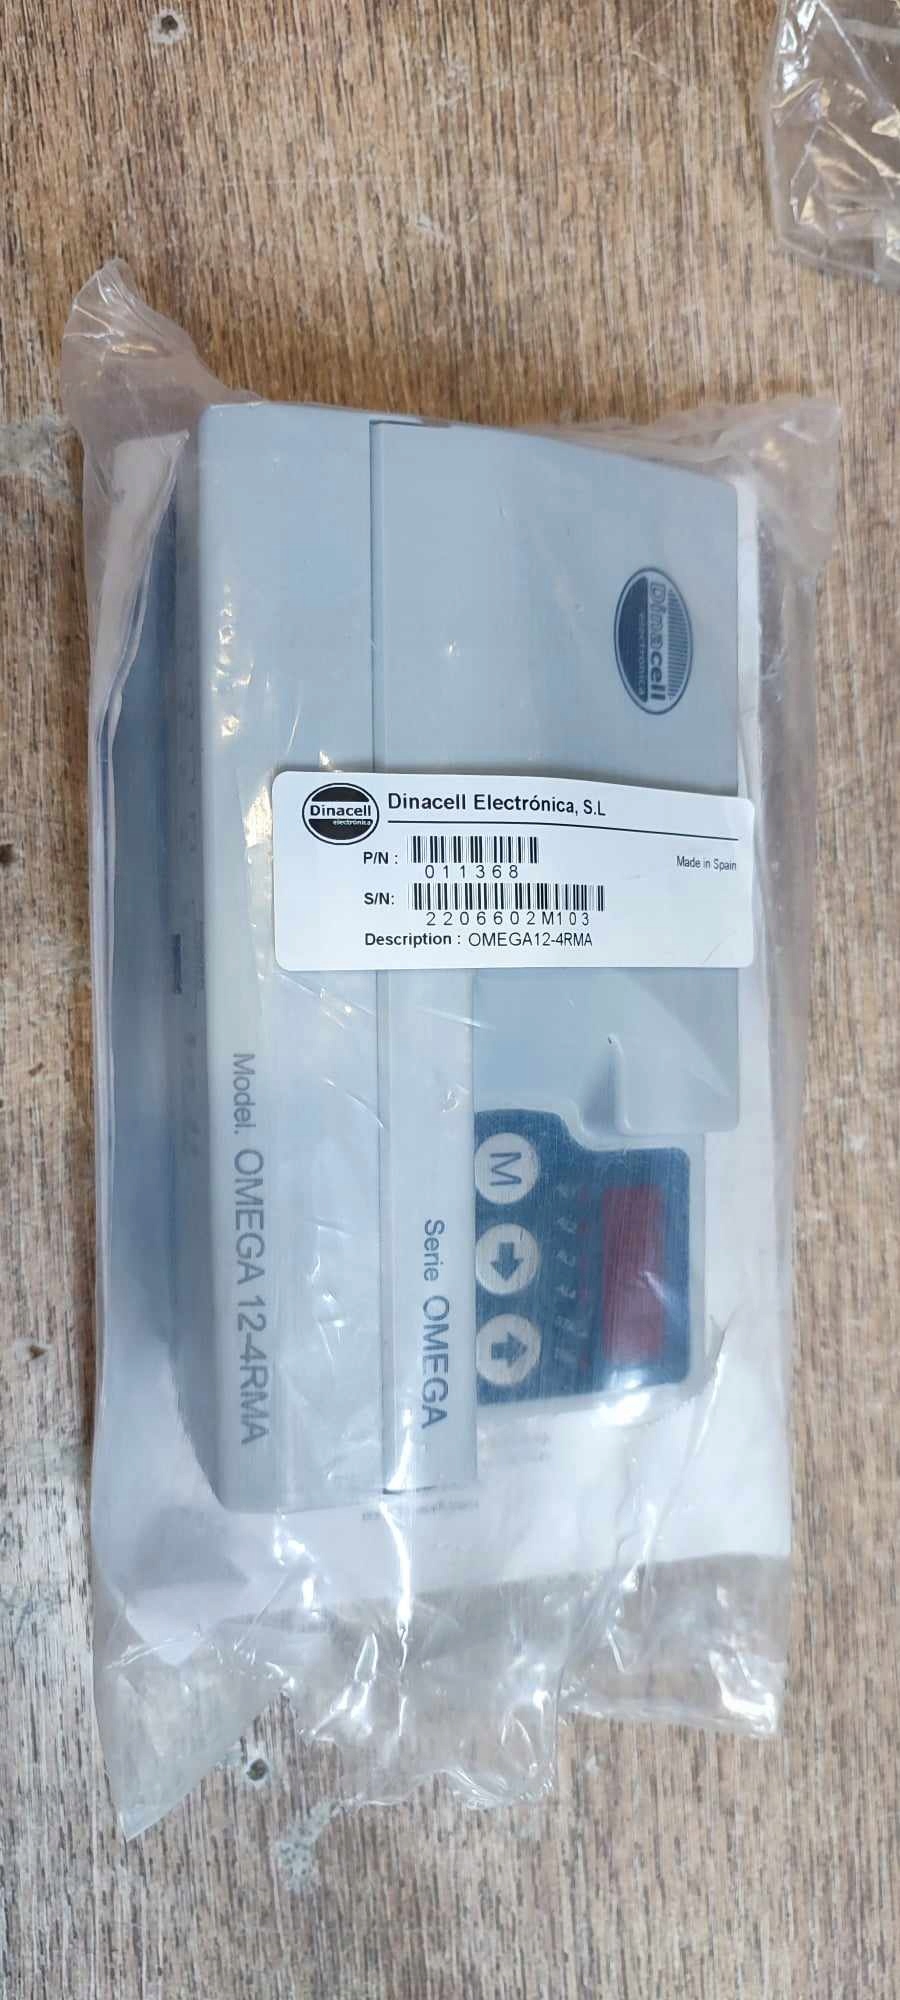 Dinacell
electrónica
Dinacell
electrónica
Dinacell Electrónica, S.L
P/N :
011368
Made in Spain
S/N:
2206602M103
Description : OMEGA12-4RMA
Model. OMEGA 12-4RMA
Serie OMEGA
M